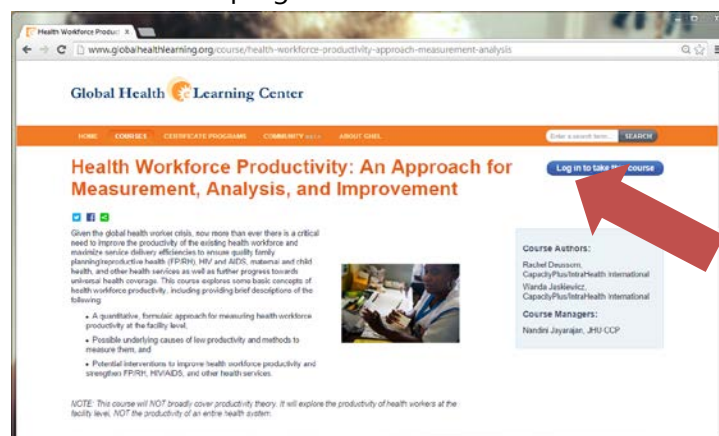 Health Workforce Produc
www.globalhealthlearning.org/course/health-workforce-productivity-approach-measurement-analysis
Global Health Learning Center
HOME COURSES CERTIFICATE PROGRAMS COMMUNITY ABOUT GHEL
Enter a search term... SEARCH
Health Workforce Productivity: An Approach for
Measurement, Analysis, and Improvement
Log in to take this course
Given the global health worker crisis, now more than ever there is a critical
need to improve the productivity of the existing health workforce and
maximize service delivery efficiencies to ensure quality family
planning/reproductive health (FP/RH), HIV and AIDS, maternal and child
health, and other health services as well as further progress towards
universal health coverage. This course explores some basic concepts of
health workforce productivity, including providing brief descriptions of the
following:
• A quantitative, formulaic approach for measuring health workforce
productivity at the facility level,
• Possible underlying causes of low productivity and methods to
measure them, and
• Potential interventions to improve health workforce productivity and
strengthen FP/RH, HIV/AIDS, and other health services.
NOTE: This course will NOT broadly cover productivity theory. It will explore the productivity of health workers at the
facility level, NOT the productivity of an entire health system.
Course Authors:
Rachel Deussom,
CapacityPlus/IntraHealth International
Wanda Jaskiewicz,
CapacityPlus/IntraHealth International
Course Managers:
Nandini Jayarajan, JHU-CCP